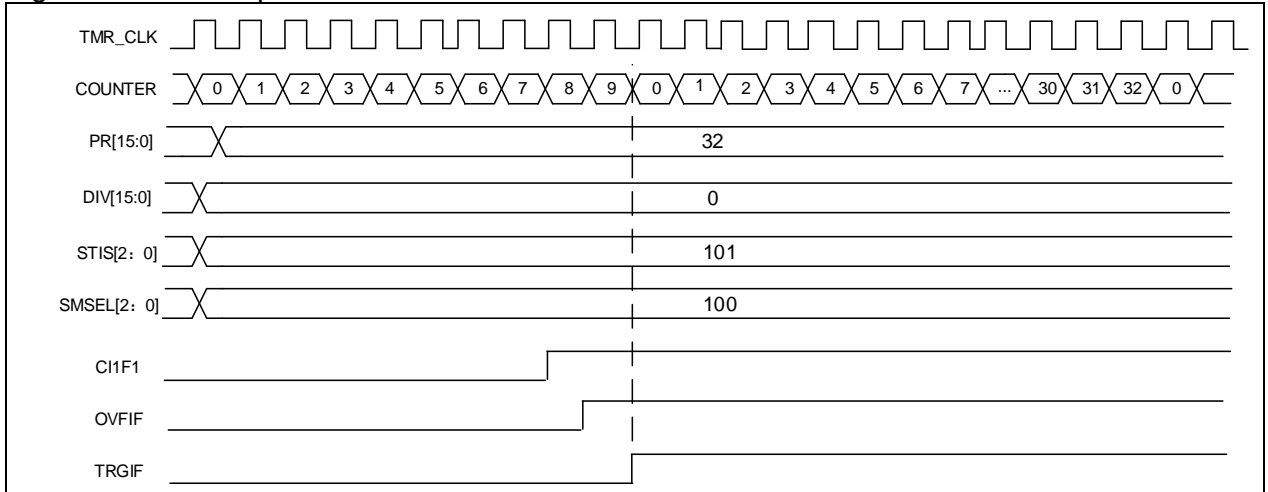 TMR_CLK
COUNTER 0 1 2 3 4 5 6 7 8 9 0 1 2 3 4 5 6 7 ... 30 31 32 0
PR[15:0] 32
DIV[15:0] 0
STIS[2：0] 101
SMSEL[2：0] 100
CI1F1
OVFIF
TRGIF